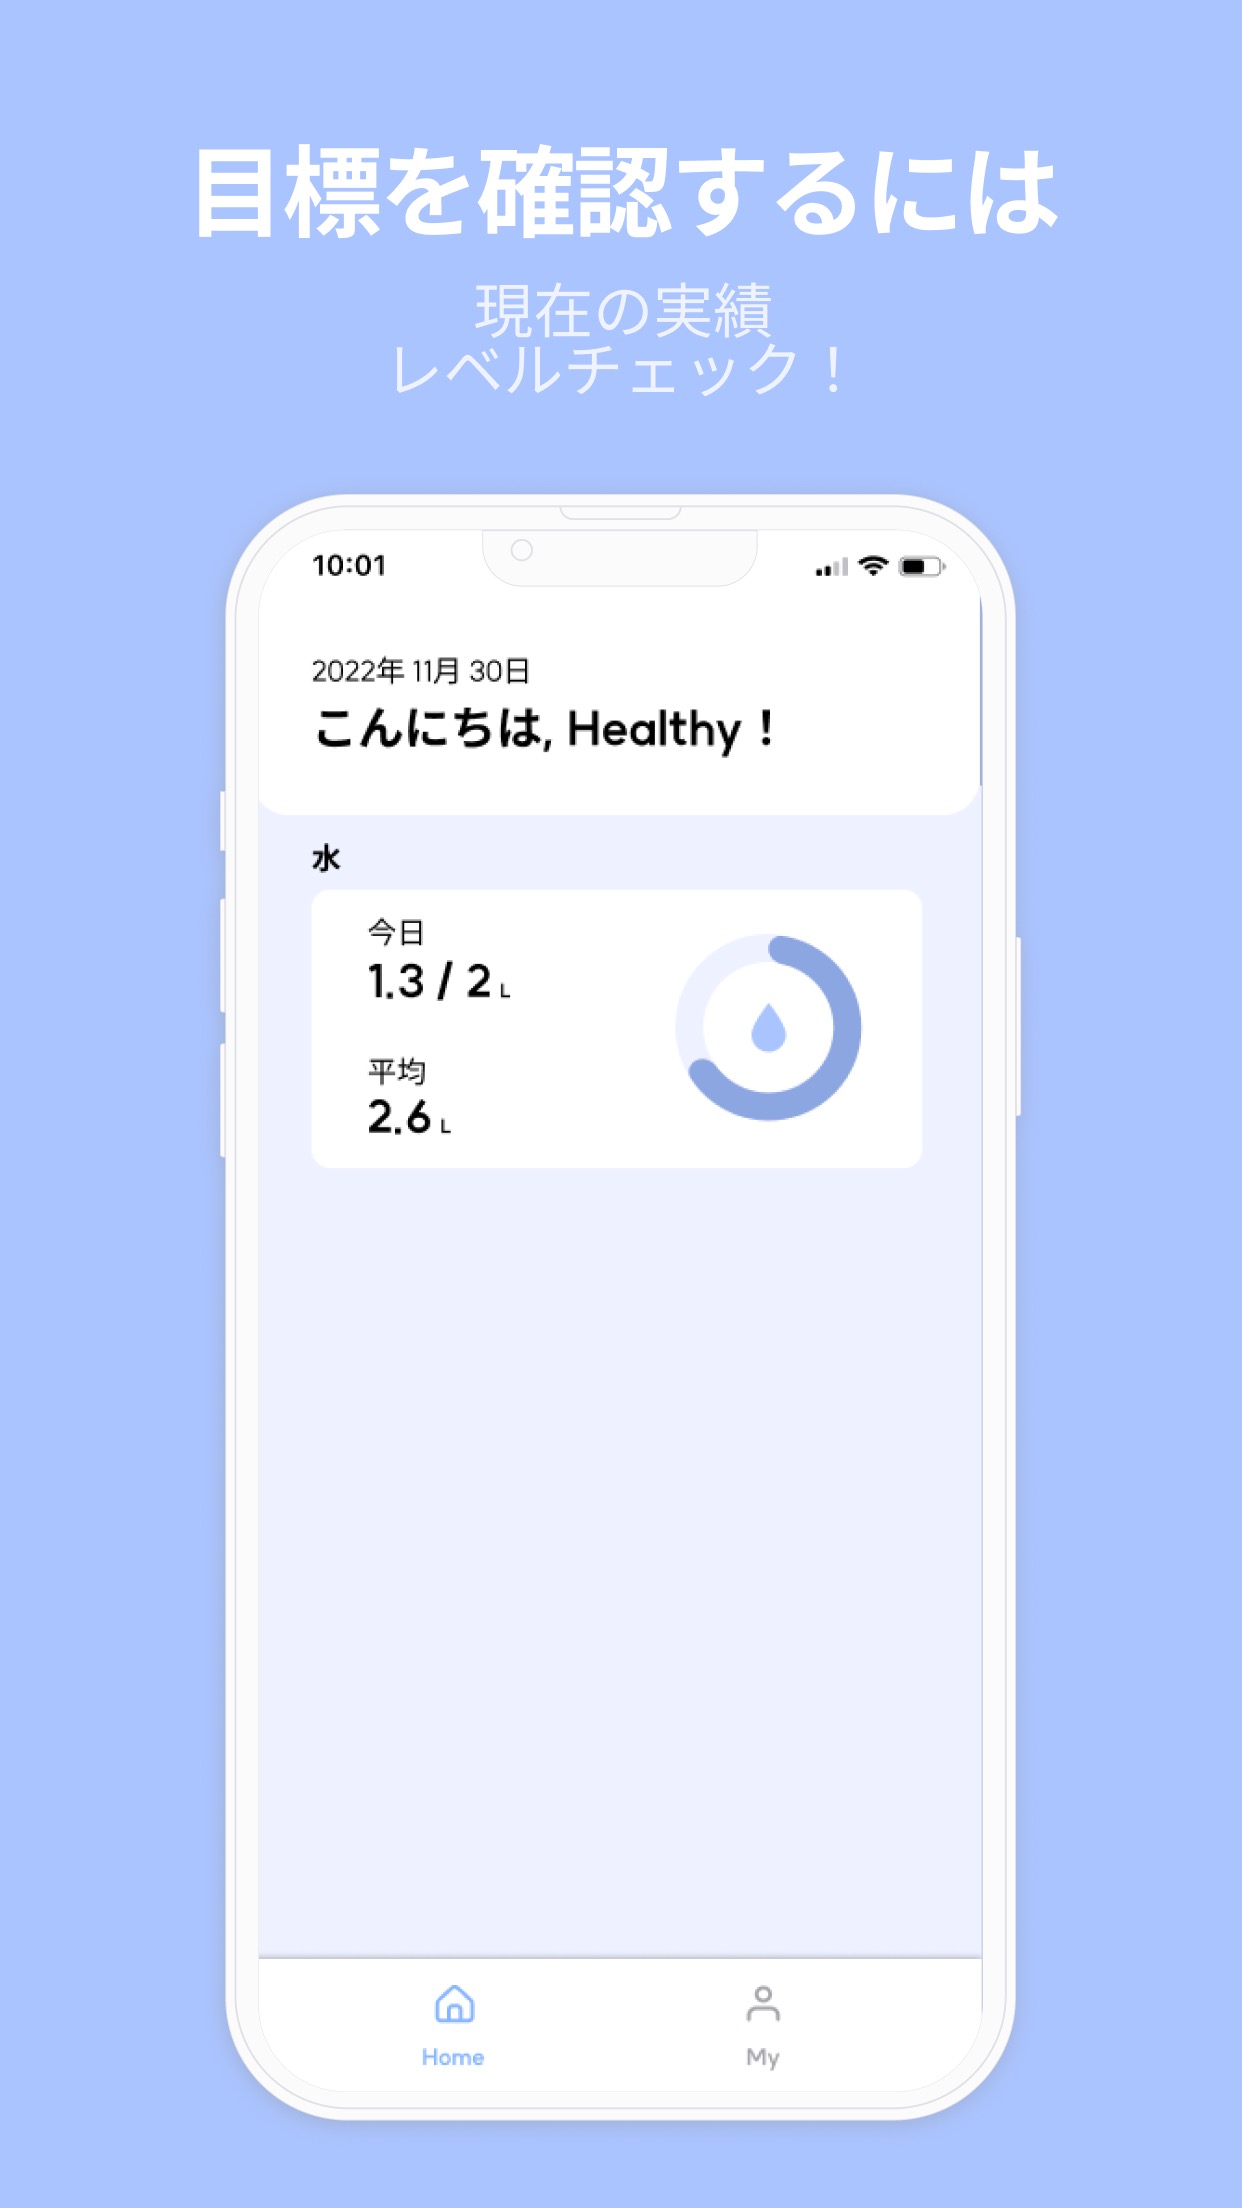 目標を確認するには
現在の実績
レベルチェック！
10:01
2022年 11月 30日
こんにちは, Healthy！
水
今日
1.3 / 2 L
平均
2.6 L
Home
My